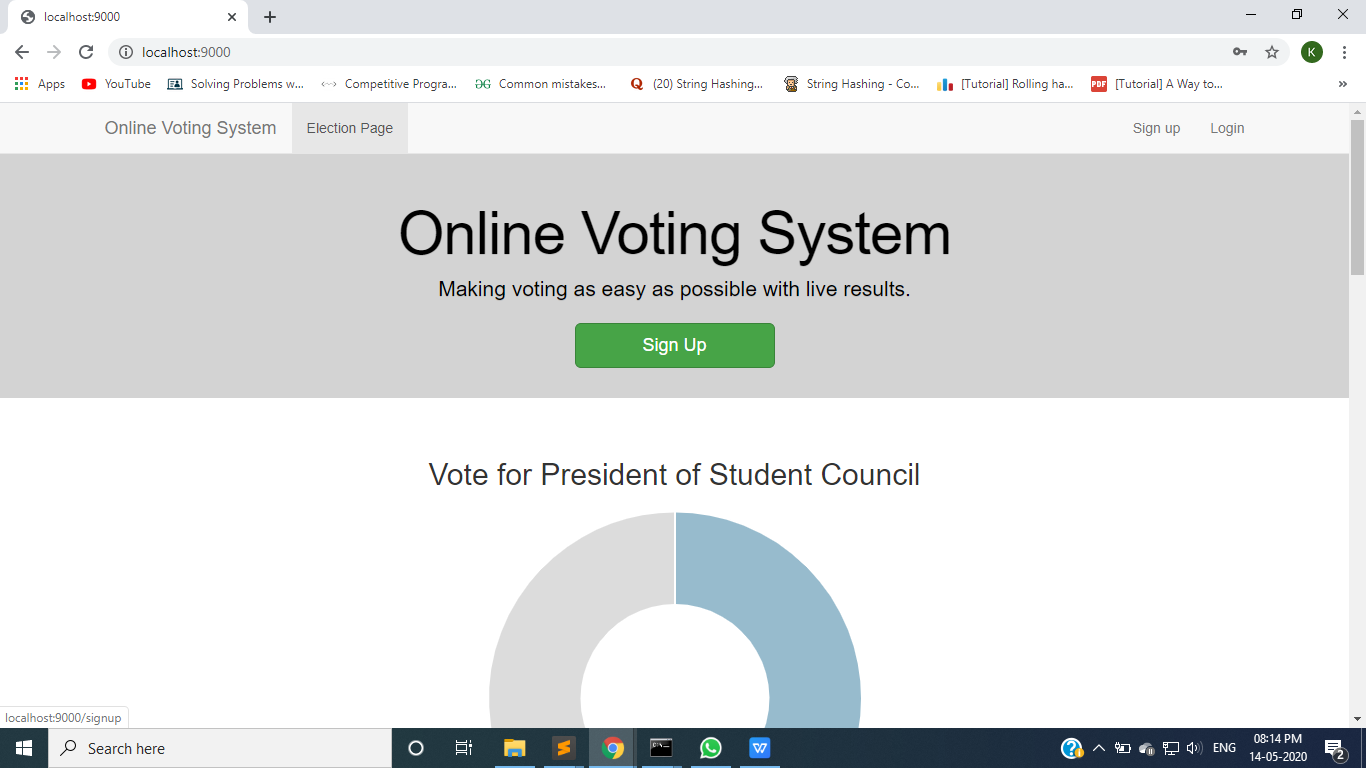 localhost:9000
localhost:9000
K
Apps
YouTube
Solving Problems w...
Competitive Progra...
Common mistakes...
(20) String Hashing...
String Hashing - Co...
[Tutorial] Rolling ha...
PDF
[Tutorial] A Way to...
»
Online Voting System
Election Page
Sign up
Login
Online Voting System
Making voting as easy as possible with live results.
Sign Up
Vote for President of Student Council
localhost:9000/signup
Search here
ENG
08:14 PM
14-05-2020
2